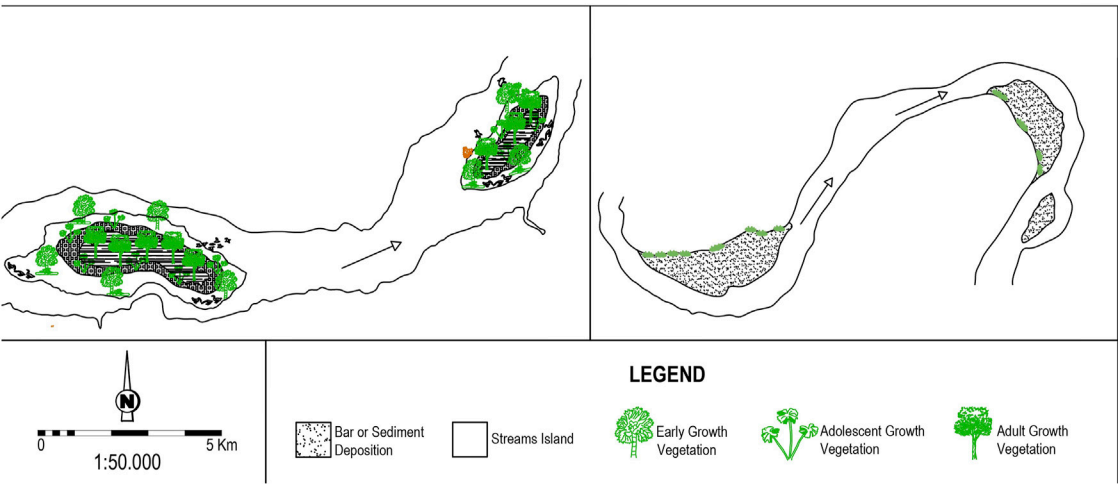 N
0 5 Km
1:50.000
LEGEND
Bar or Sediment
Deposition
Streams Island
Early Growth
Vegetation
Adolescent Growth
Vegetation
Adult Growth
Vegetation